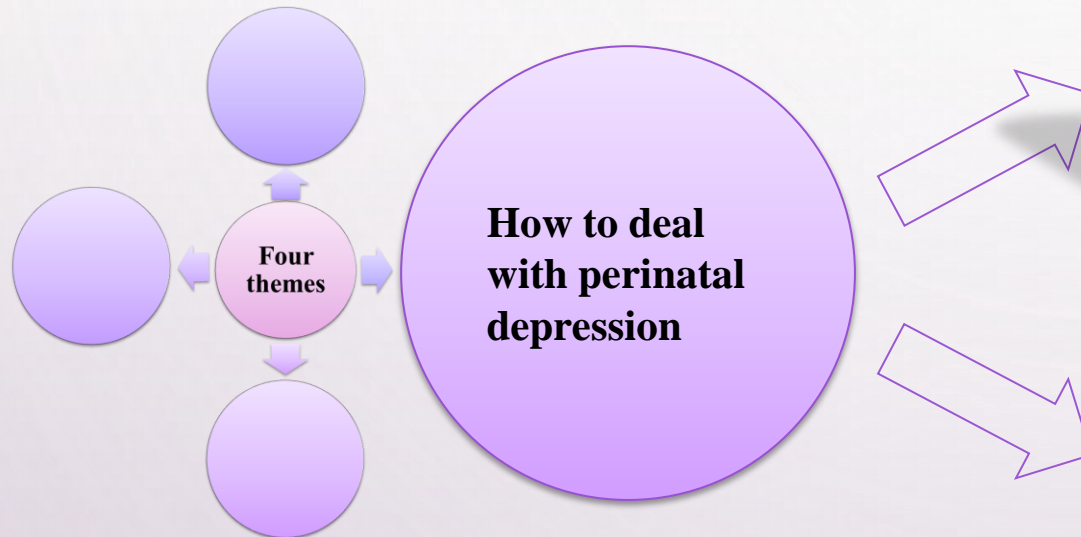 Four
themes
How to deal
with perinatal
depression